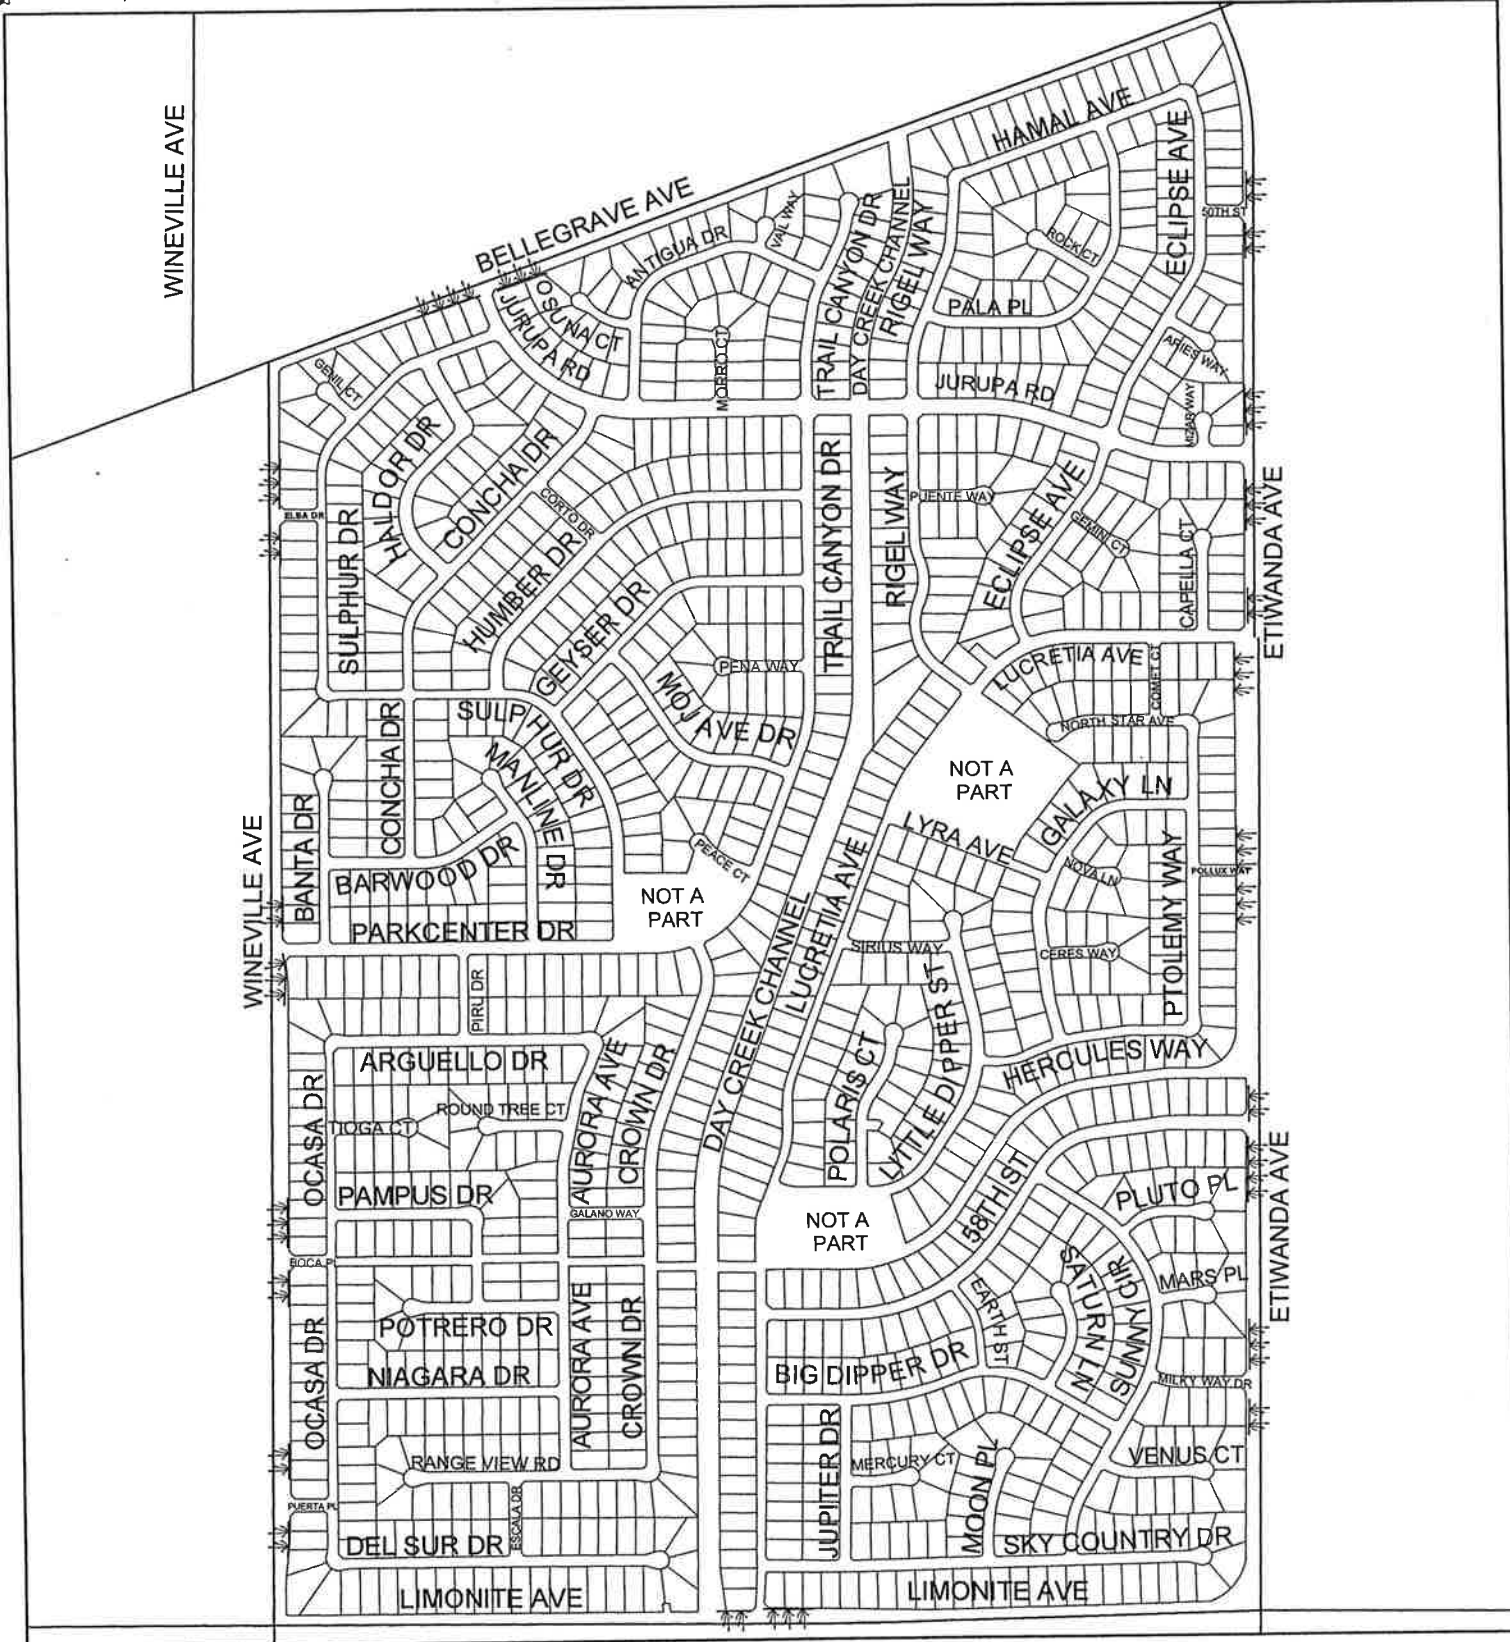 WINEVILLE AVE
BELLEGRAVE AVE
HAMAL AVE
ECLIPSE AVE
50TH ST
ROCK CT
VAIL WAY
ANTIGUA DR
TRAIL CANYON DR
DAY CREEK CHANNEL
RIGEL WAY
PALA PL
OSUNA CT
JURUPA RD
MORRO CT
JURUPA RD
ARIES WAY
MIZAR WAY
GENIL CT
HALDOR DR
CONCHA DR
CORTO DR
TRAIL CANYON DR
RIGEL WAY
PUENTE WAY
ECLIPSE AVE
GEMINI CT
CAPELLA CT
ETIWANDA AVE
ELBA DR
SULPHUR DR
HUMBER DR
GEYSER DR
PENA WAY
MOJAVE DR
LUCRETIA AVE
COMET CT
NORTH STAR AVE
SULPHUR DR
CONCHA DR
MANLINE DR
NOT A
PART
GALAXY LN
BANTA DR
BARWOOD DR
PEACE CT
LYRA AVE
NOVA LN
PTOLEMY WAY
POLLUX WAY
WINEVILLE AVE
PARKCENTER DR
NOT A
PART
LUCRETIA AVE
DAY CREEK CHANNEL
SIRIUS WAY
CERES WAY
PIRU DR
LITTLE DIPPER ST
POLARIS CT
HERCULES WAY
ARGUELLO DR
AURORA AVE
CROWN DR
OCASA DR
TIOGA CT
ROUND TREE CT
PAMPUS DR
GALANO WAY
58TH ST
PLUTO PL
ETIWANDA AVE
NOT A
PART
BOCA PL
SATURN LN
SUNNY CIR
MARS PL
EARTH ST
OCASA DR
POTRERO DR
NIAGARA DR
AURORA AVE
CROWN DR
BIG DIPPER DR
MILKY WAY DR
JUPITER DR
MERCURY CT
MOON PL
VENUS CT
RANGE VIEW RD
PUERTA PL
ESCALA DR
DEL SUR DR
SKY COUNTRY DR
LIMONITE AVE
LIMONITE AVE